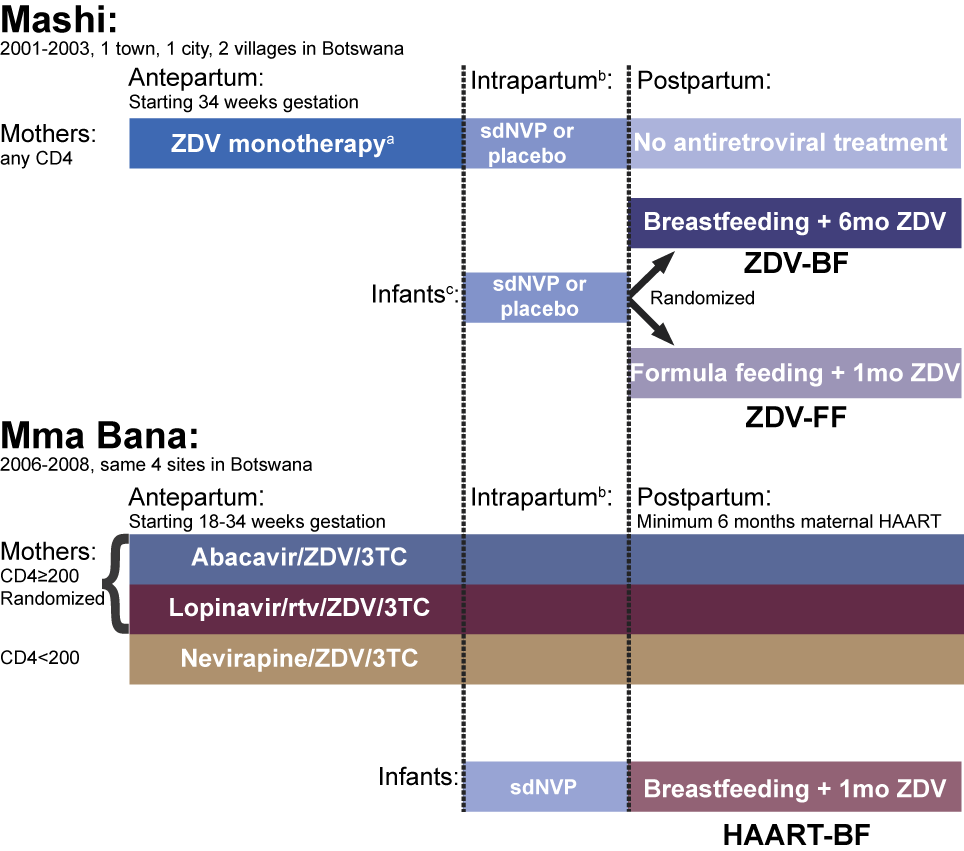 Mashi:
2001-2003, 1 town, 1 city, 2 villages in Botswana
Antepartum:
Starting 34 weeks gestation
Intrapartumᵇ:
Postpartum:
Mothers:
any CD4
ZDV monotherapyᵃ
sdNVP or
placebo
No antiretroviral treatment
Breastfeeding + 6mo ZDV
ZDV-BF
Infantsᶜ:
sdNVP or
placebo
Randomized
Formula feeding + 1mo ZDV
ZDV-FF
Mma Bana:
2006-2008, same 4 sites in Botswana
Antepartum:
Starting 18-34 weeks gestation
Intrapartumᵇ:
Postpartum:
Minimum 6 months maternal HAART
Mothers:
CD4≥200
Randomized
Abacavir/ZDV/3TC
Lopinavir/rtv/ZDV/3TC
CD4<200
Nevirapine/ZDV/3TC
Infants:
sdNVP
Breastfeeding + 1mo ZDV
HAART-BF